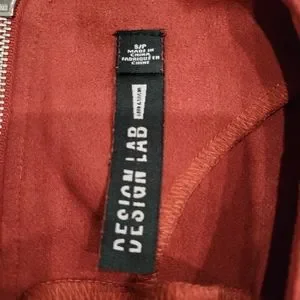 S/P
MADE IN
CHINA
FABRIQUÉ EN
CHINE
DESIGN LAB